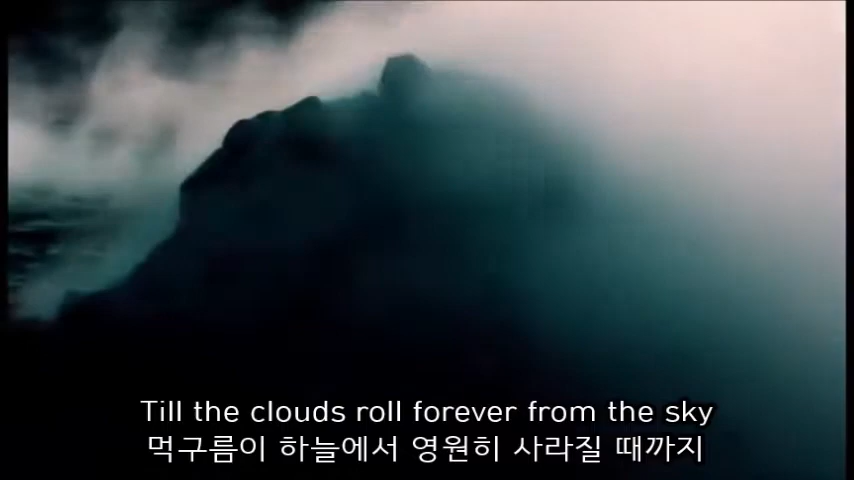 Till the clouds roll forever from the sky
먹구름이 하늘에서 영원히 사라질 때까지